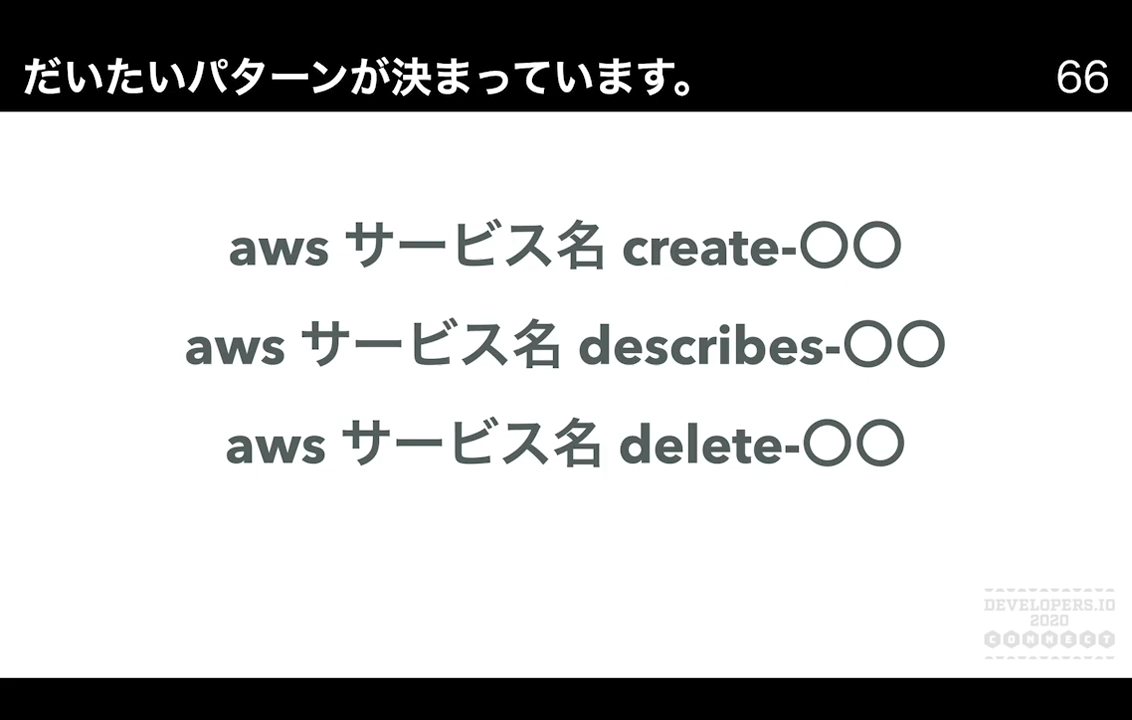 だいたいパターンが決まっています。
66
aws サービス名 create-〇〇
aws サービス名 describes-〇〇
aws サービス名 delete-〇〇
DEVELOPERS.IO
2020
CONNECT